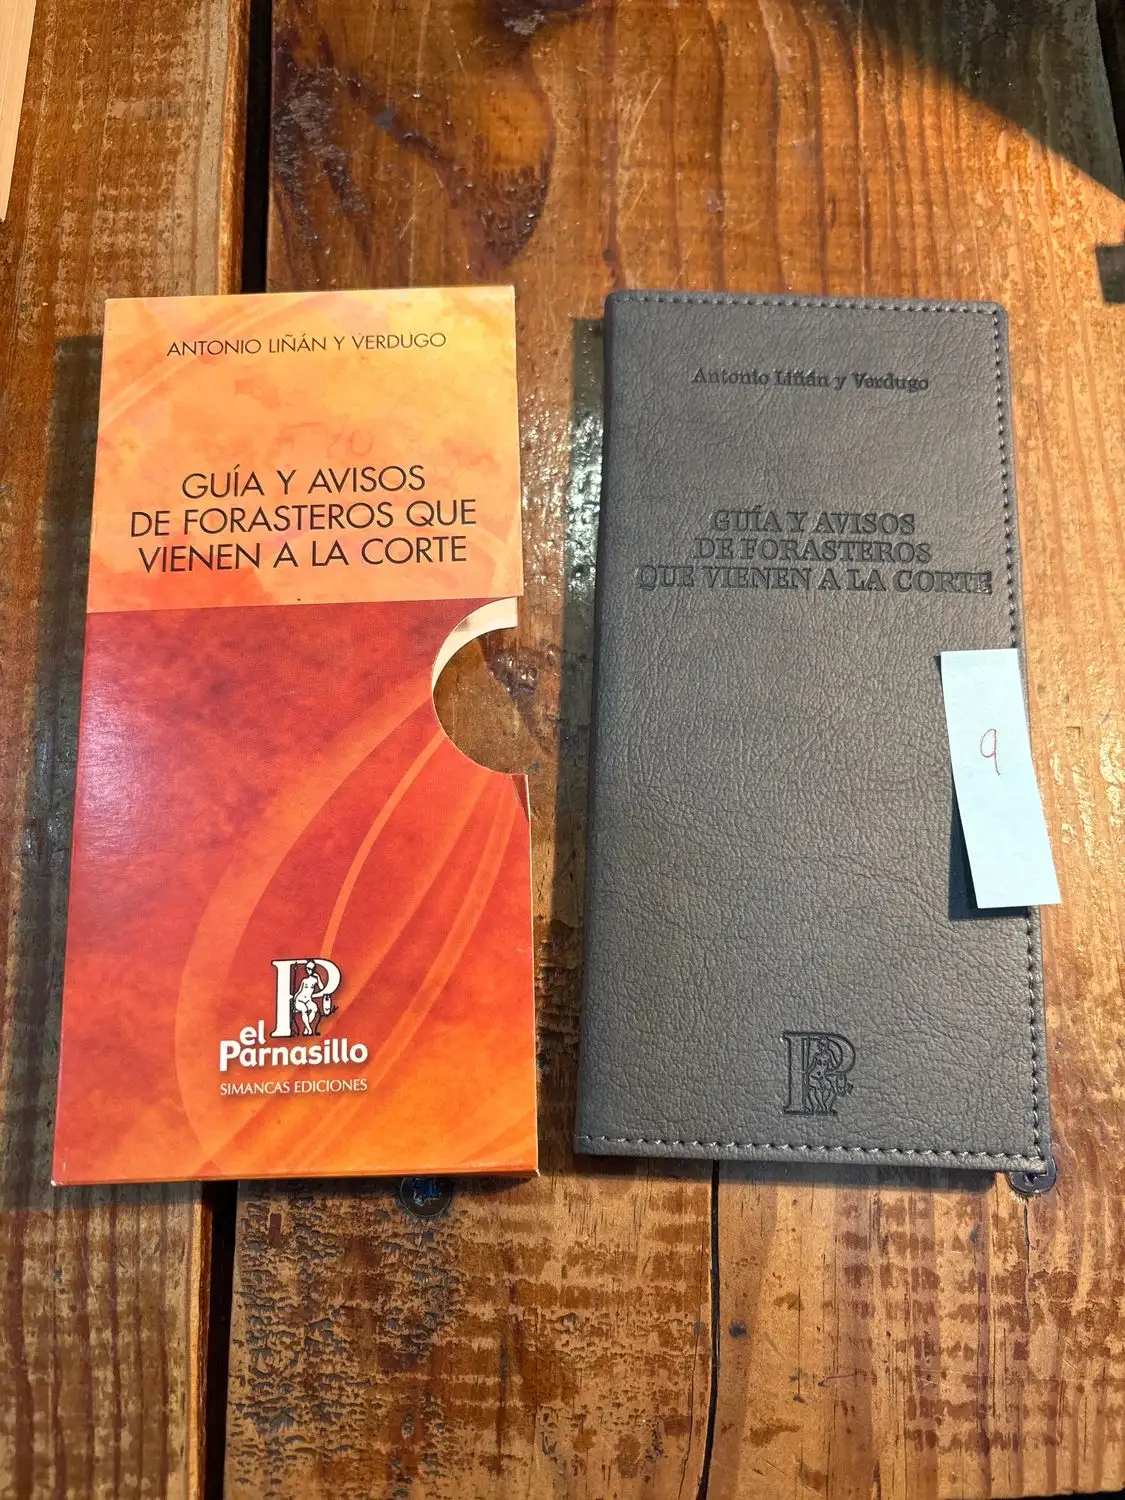 ANTONIO LIÑÁN Y VERDUGO
GUÍA Y AVISOS
DE FORASTEROS QUE
VIENEN A LA CORTE
P
el
Parnasillo
SIMANCAS EDICIONES
Antonio Liñán y Verdugo
GUÍA Y AVISOS
DE FORASTEROS
QUE VIENEN A LA CORTE
9
P